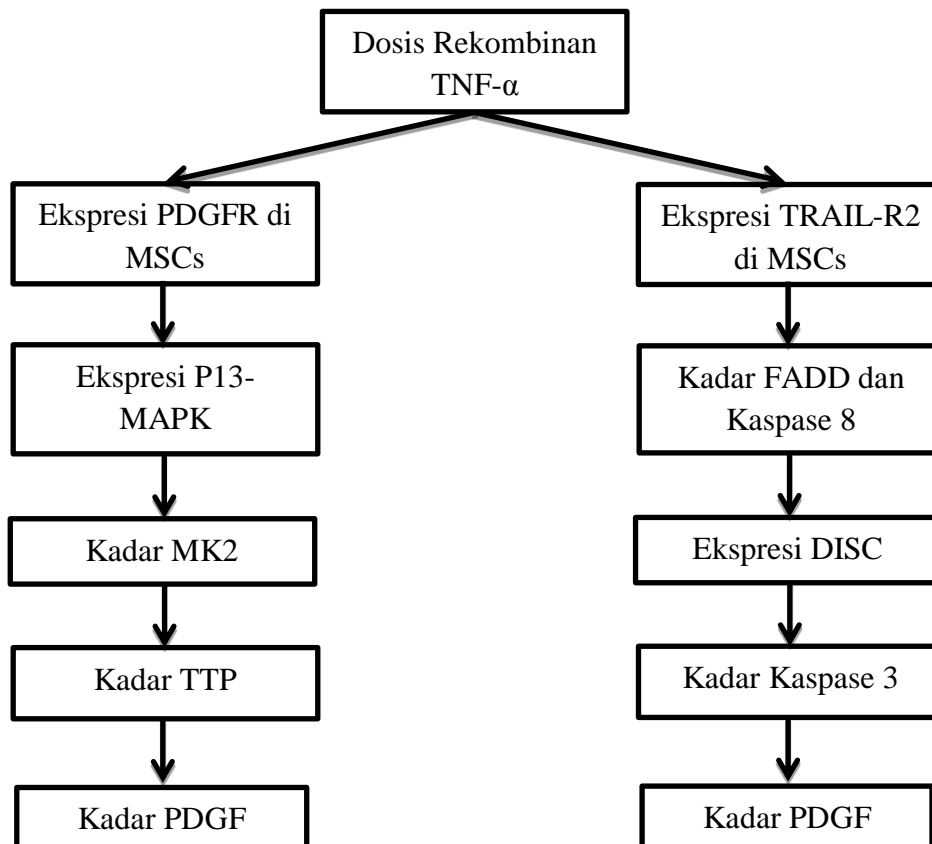 Dosis Rekombinan
TNF-α
Ekspresi PDGFR di
MSCs
Ekspresi TRAIL-R2
di MSCs
Ekspresi P13-
MAPK
Kadar FADD dan
Kaspase 8
Kadar MK2
Ekspresi DISC
Kadar TTP
Kadar Kaspase 3
Kadar PDGF
Kadar PDGF